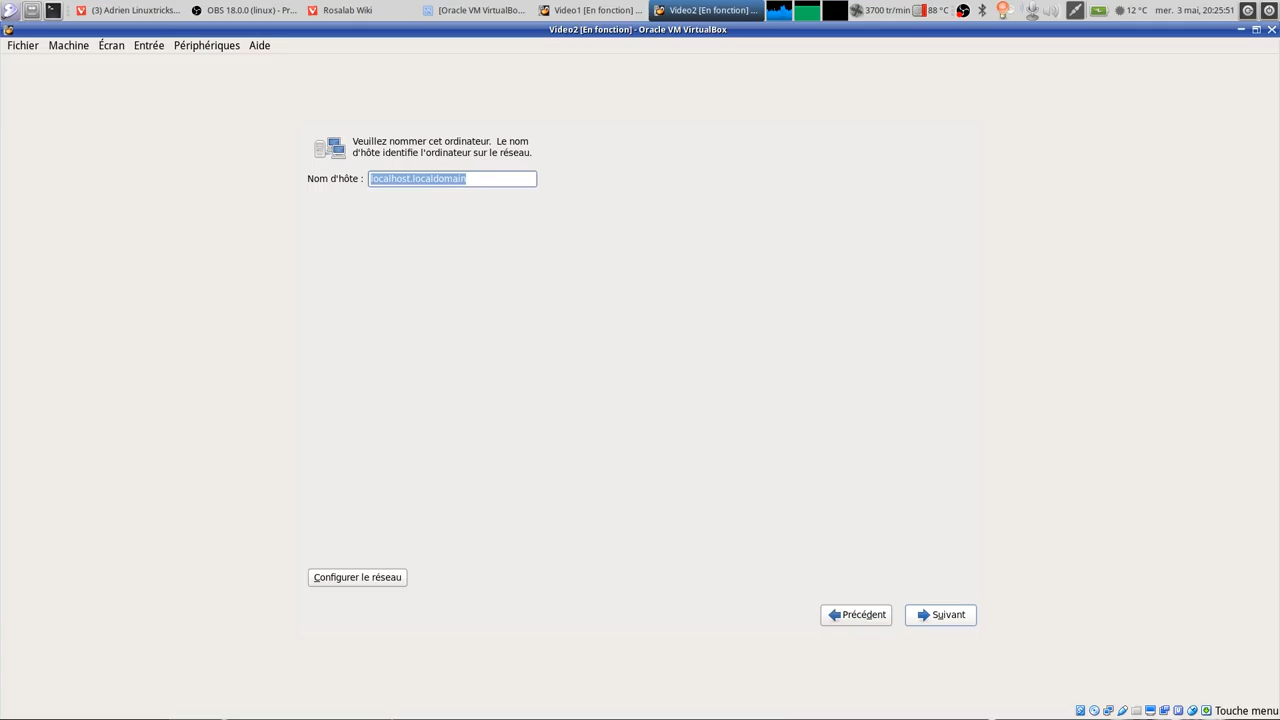 (3) Adrien Linuxtricks...
OBS 18.0.0 (linux) - Pr...
Rosalab Wiki
[Oracle VM VirtualBo...
Video1 [En fonction] ...
Video2 [En fonction] ...
3700 tr/min
88 °C
12 °C
mer. 3 mai, 20:25:51
Video2 [En fonction] - Oracle VM VirtualBox
Fichier Machine Écran Entrée Périphériques Aide
Veuillez nommer cet ordinateur. Le nom
d'hôte identifie l'ordinateur sur le réseau.
Nom d'hôte : localhost.localdomain
Configurer le réseau
Précédent
Suivant
Touche menu